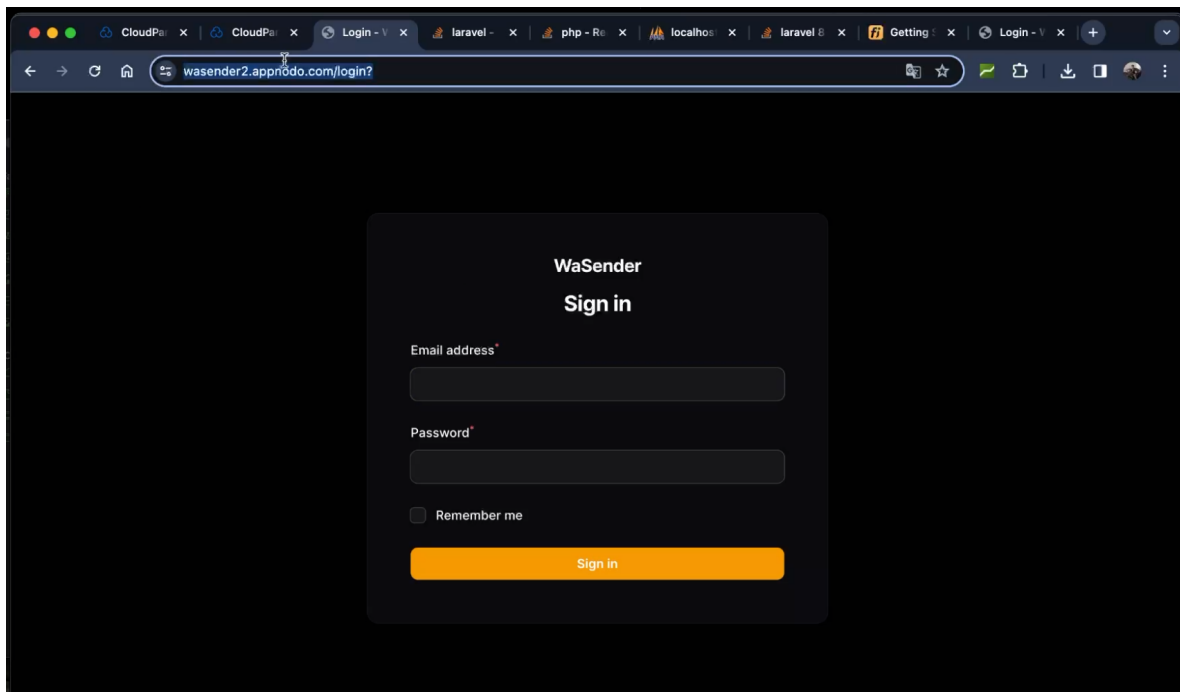 CloudPa CloudPa Login - V laravel - php - Re localhos laravel 8 Getting S Login - V
wasender2.appnodo.com/login?
WaSender
Sign in
Email address*
Password*
Remember me
Sign in